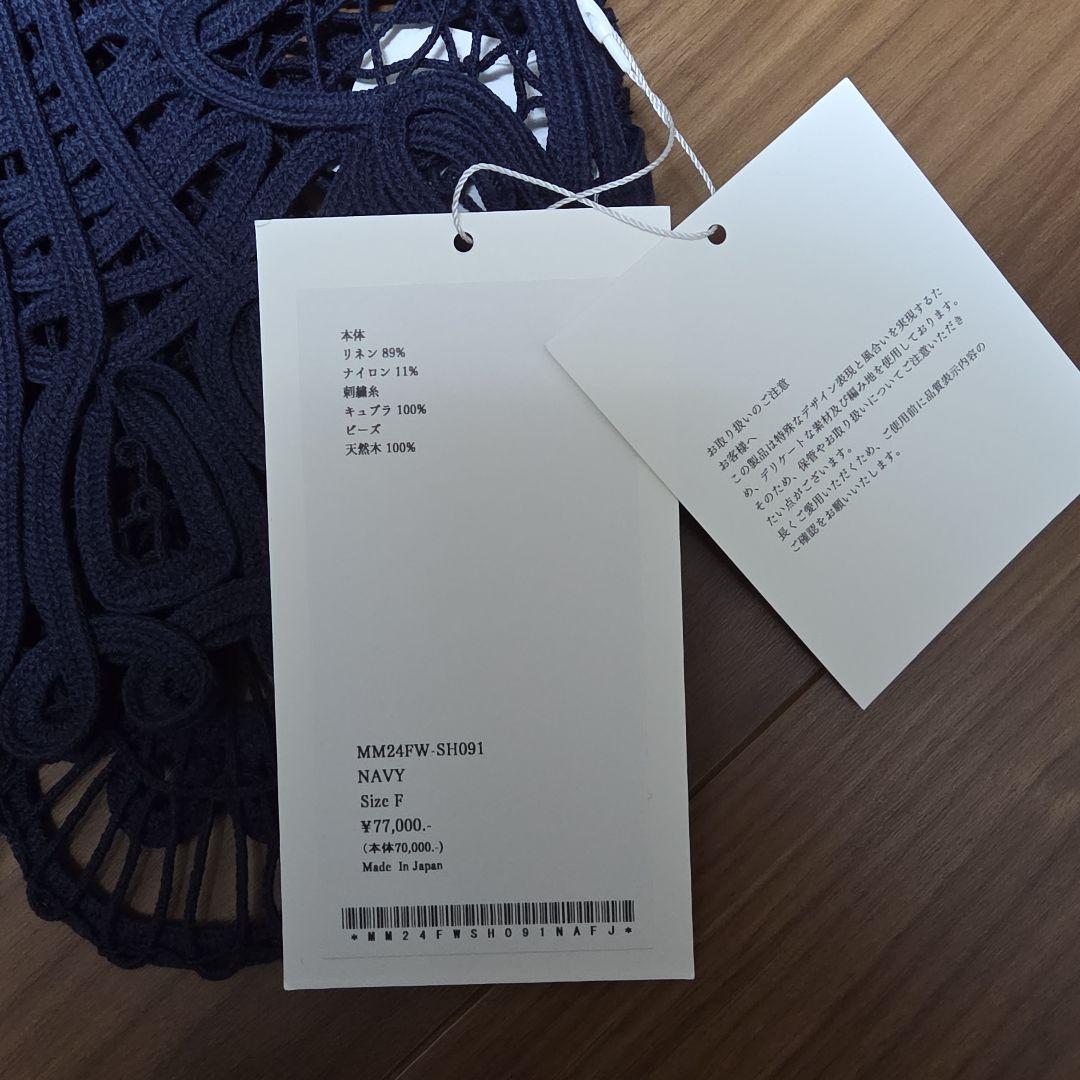 本体
リネン 89%
ナイロン 11%
刺繍糸
キュプラ 100%
ビーズ
天然木 100%
MM24FW-SH091
NAVY
Size F
¥77,000.-
(本体70,000.-)
Made In Japan
*MM24FWSH091NAFJ*
お取り扱いのご注意
お客様へ
この製品は特殊なデザイン表現と風合いを実現するた
め、デリケートな素材及び編み地を使用しております。
そのため、保管やお取り扱いについてご注意いただき
たい点がございます。
長くご愛用いただくため、ご使用前に品質表示内容の
ご確認をお願いいたします。